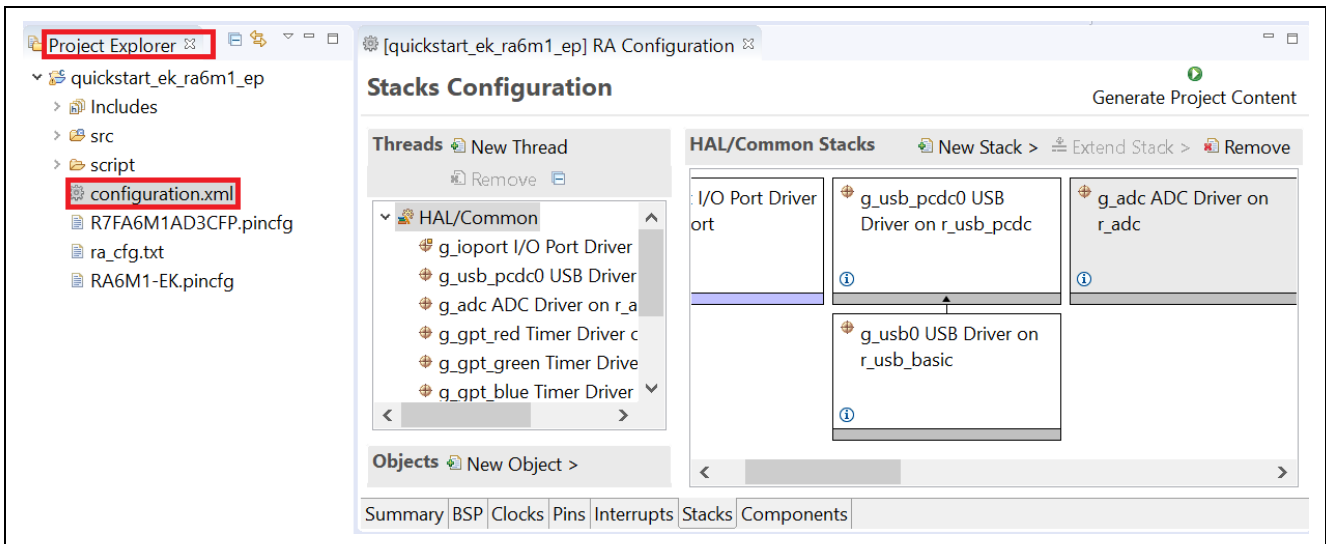 Project Explorer
quickstart_ek_ra6m1_ep
Includes
src
script
configuration.xml
R7FA6M1AD3CFP.pincfg
ra_cfg.txt
RA6M1-EK.pincfg
[quickstart_ek_ra6m1_ep] RA Configuration
Stacks Configuration
Generate Project Content
Threads New Thread
Remove
HAL/Common
g_ioport I/O Port Driver
g_usb_pcdc0 USB Driver
g_adc ADC Driver on r_a
g_gpt_red Timer Driver c
g_gpt_green Timer Drive
g_gpt_blue Timer Driver
Objects New Object >
HAL/Common Stacks New Stack > Extend Stack > Remove
I/O Port Driver
ort
g_usb_pcdc0 USB
Driver on r_usb_pcdc
g_adc ADC Driver on
r_adc
g_usb0 USB Driver on
r_usb_basic
Summary BSP Clocks Pins Interrupts Stacks Components